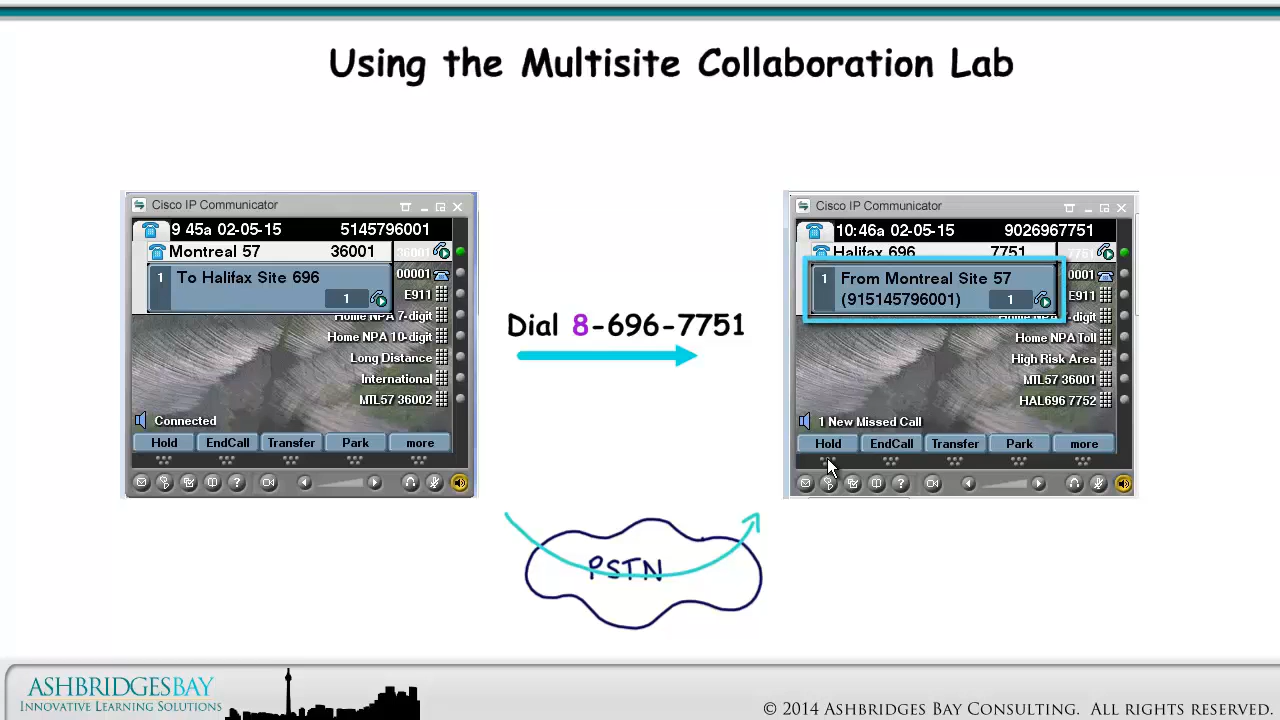 Using the Multisite Collaboration Lab
Cisco IP Communicator
9 45a 02-05-15 5145796001
Montreal 57 36001
1 To Halifax Site 696
1
00001
E911
Home NPA 7-digit
Home NPA 10-digit
Long Distance
International
MTL57 36002
Connected
Hold EndCall Transfer Park more
Dial 8-696-7751
Cisco IP Communicator
10:46a 02-05-15 9026967751
Halifax 696 7751
1 From Montreal Site 57
(915145796001) 1
0001
E911
7-digit
Home NPA Toll
High Risk Area
MTL57 36001
HAL696 7752
1 New Missed Call
Hold EndCall Transfer Park more
PSTN
ASHBRIDGESBAY
INNOVATIVE LEARNING SOLUTIONS
© 2014 ASHBRIDGES BAY CONSULTING. ALL RIGHTS RESERVED.